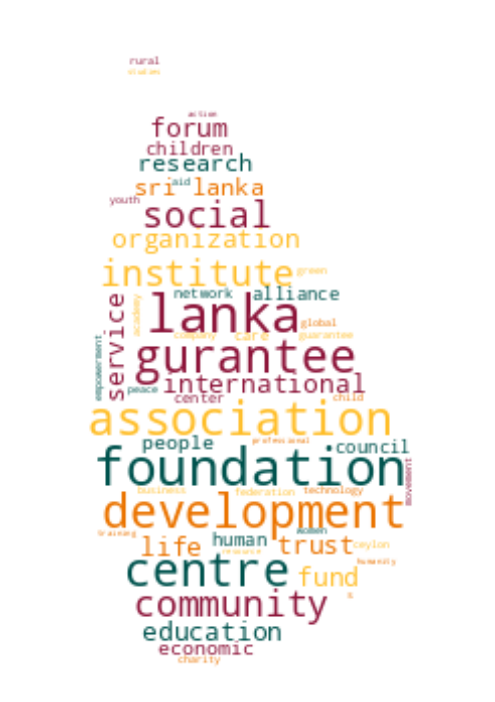 rural
studies
action
forum
children
research
sri lanka
aid
youth
social
organization
institute
green
network alliance
service
academy
lanka
global
company care guarantee
gurantee
empowerment
peace
international
center
child
association
people
professional
council
foundation
movement
business
federation
technology
development
training
women
life
human
trust
ceylon
resource
humanity
centre
fund
s
community
education
economic
charity